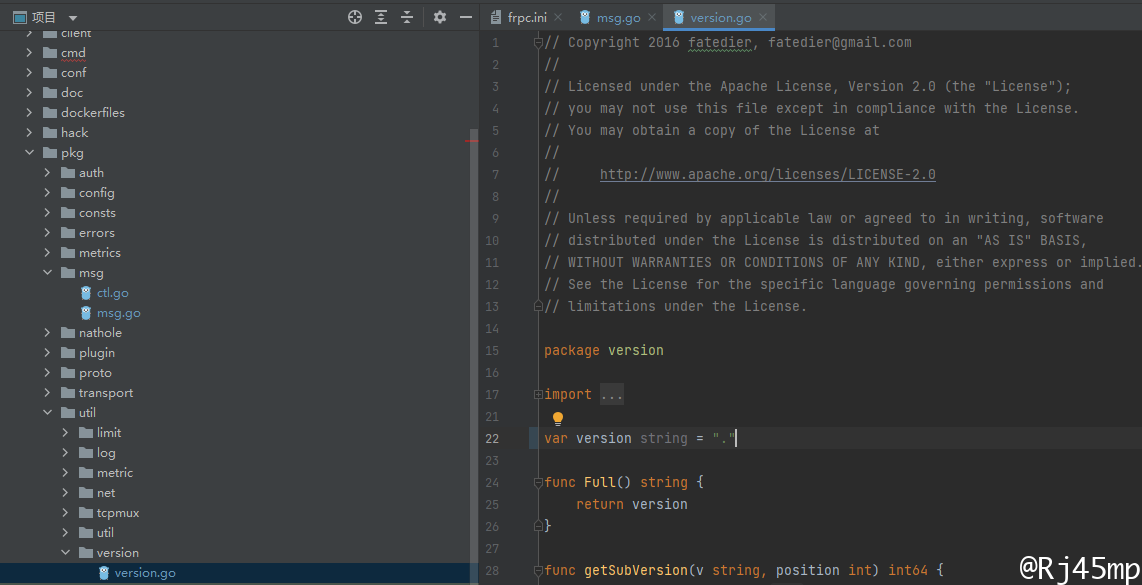 项目
client
cmd
conf
doc
dockerfiles
hack
pkg
auth
config
consts
errors
metrics
msg
ctl.go
msg.go
nathole
plugin
proto
transport
util
limit
log
metric
net
tcpmux
util
version
version.go
frpc.ini msg.go version.go
1 // Copyright 2016 fatedier, fatedier@gmail.com
2 //
3 // Licensed under the Apache License, Version 2.0 (the "License");
4 // you may not use this file except in compliance with the License.
5 // You may obtain a copy of the License at
6 //
7 //     http://www.apache.org/licenses/LICENSE-2.0
8 //
9 // Unless required by applicable law or agreed to in writing, software
10 // distributed under the License is distributed on an "AS IS" BASIS,
11 // WITHOUT WARRANTIES OR CONDITIONS OF ANY KIND, either express or implied.
12 // See the License for the specific language governing permissions and
13 // limitations under the License.
14
15 package version
16
17 import ...
21
22 var version string = "."
23
24 func Full() string {
25     return version
26 }
27
28 func getSubVersion(v string, position int) int64 {
@Rj45mp